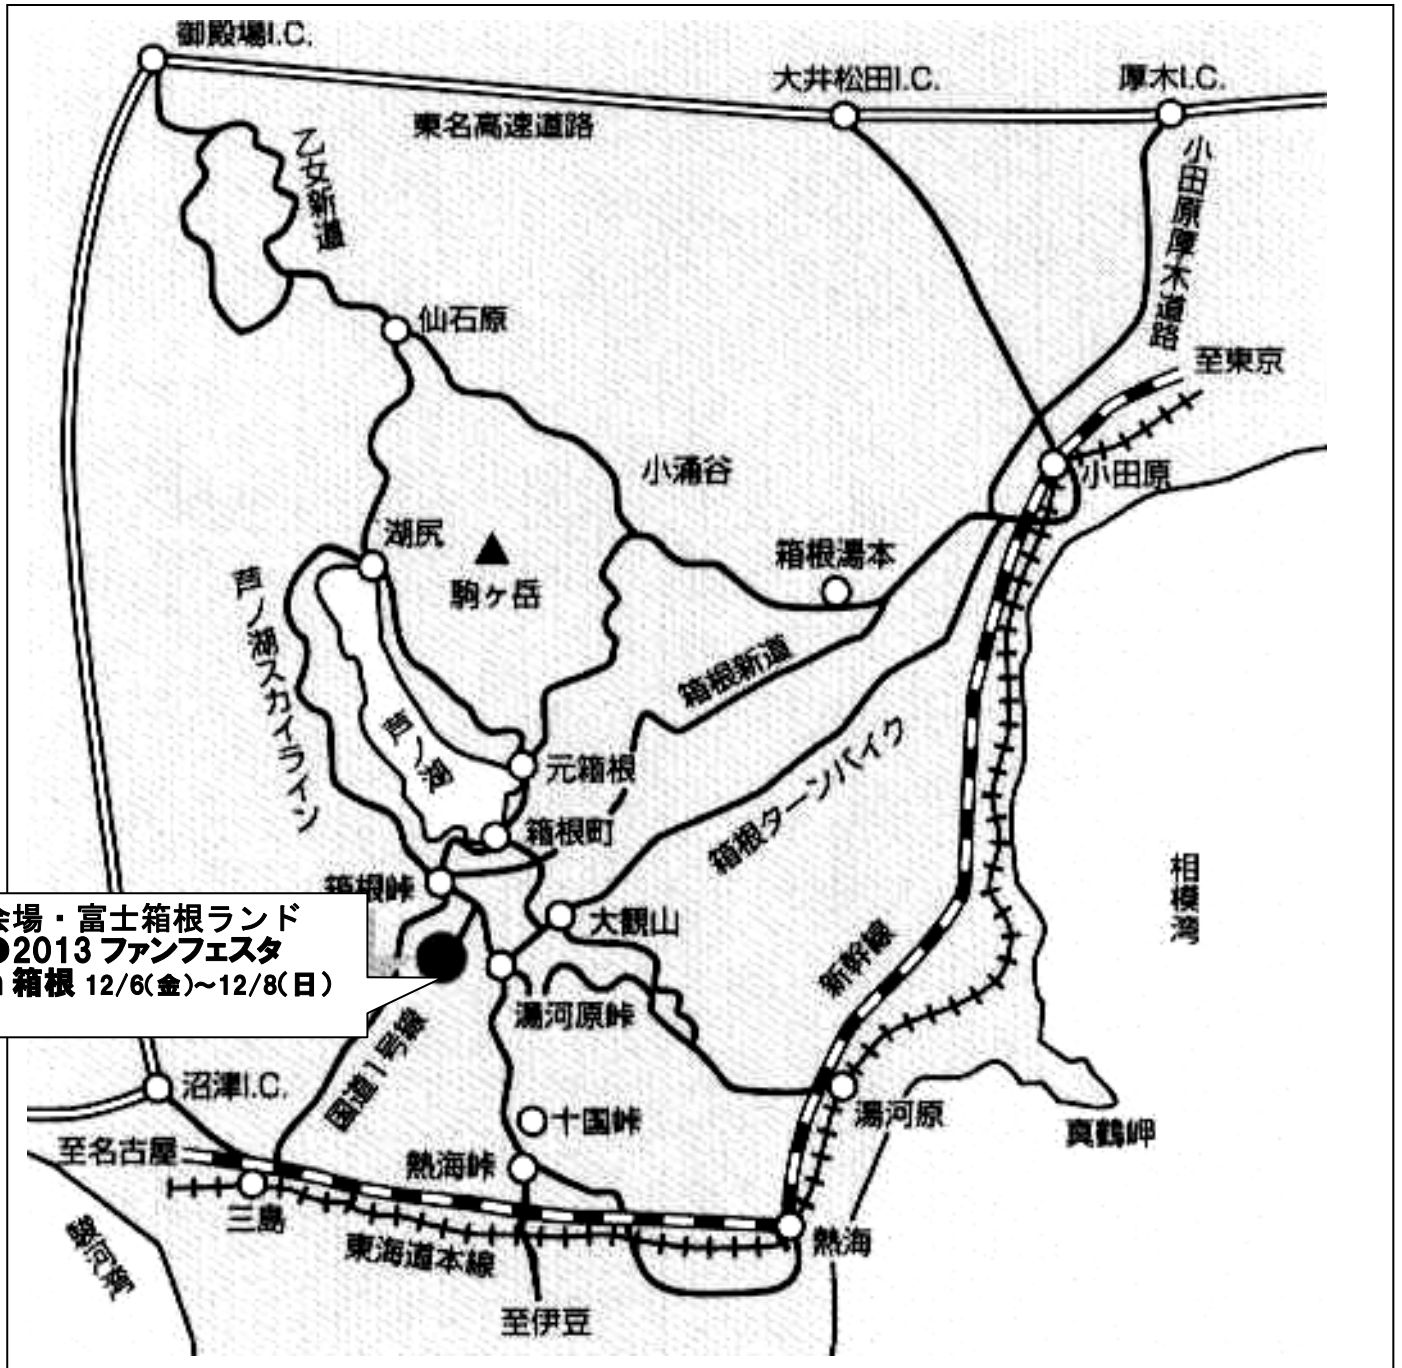 御殿場I.C.
大井松田I.C.
厚木I.C.
東名高速道路
乙女新道
小田原厚木道路
至東京
仙石原
小涌谷
小田原
湖尻
駒ヶ岳
箱根湯本
芦ノ湖スカイライン
箱根新道
芦ノ湖
元箱根
箱根ターンパイク
箱根町
箱根峠
相模湾
会場・富士箱根ランド
●2013ファンフェスタ
箱根 12/6(金)~12/8(日)
大観山
新幹線
湯河原峠
国道1号線
沼津I.C.
十国峠
湯河原
真鶴岬
至名古屋
熱海峠
三島
東海道本線
熱海
駿河湾
至伊豆